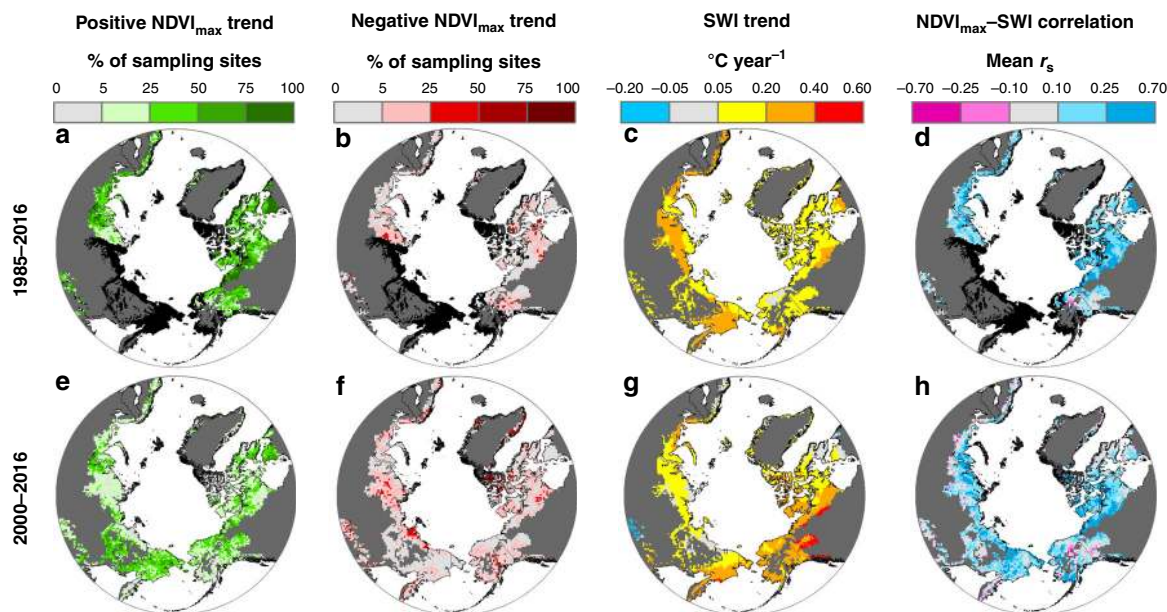 Positive NDVImax trend
Negative NDVImax trend
SWI trend
NDVImax–SWI correlation
% of sampling sites
% of sampling sites
°C year−1
Mean rs
0 5 25 50 75 100
0 5 25 50 75 100
−0.20 −0.05 0.05 0.20 0.40 0.60
−0.70 −0.25 −0.10 0.10 0.25 0.70
a
b
c
d
1985–2016
e
f
g
h
2000–2016